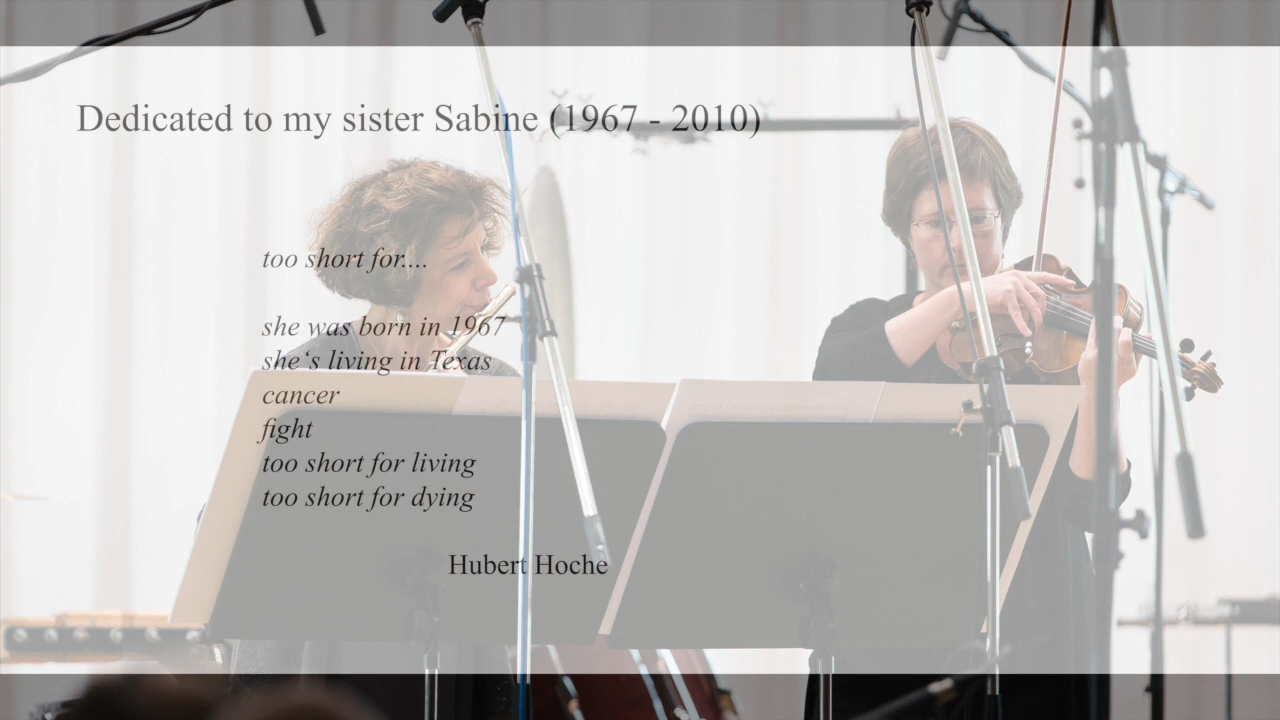 Dedicated to my sister Sabine (1967 - 2010)
too short for....
she was born in 1967
she‘s living in Texas
cancer
fight
too short for living
too short for dying
Hubert Hoche